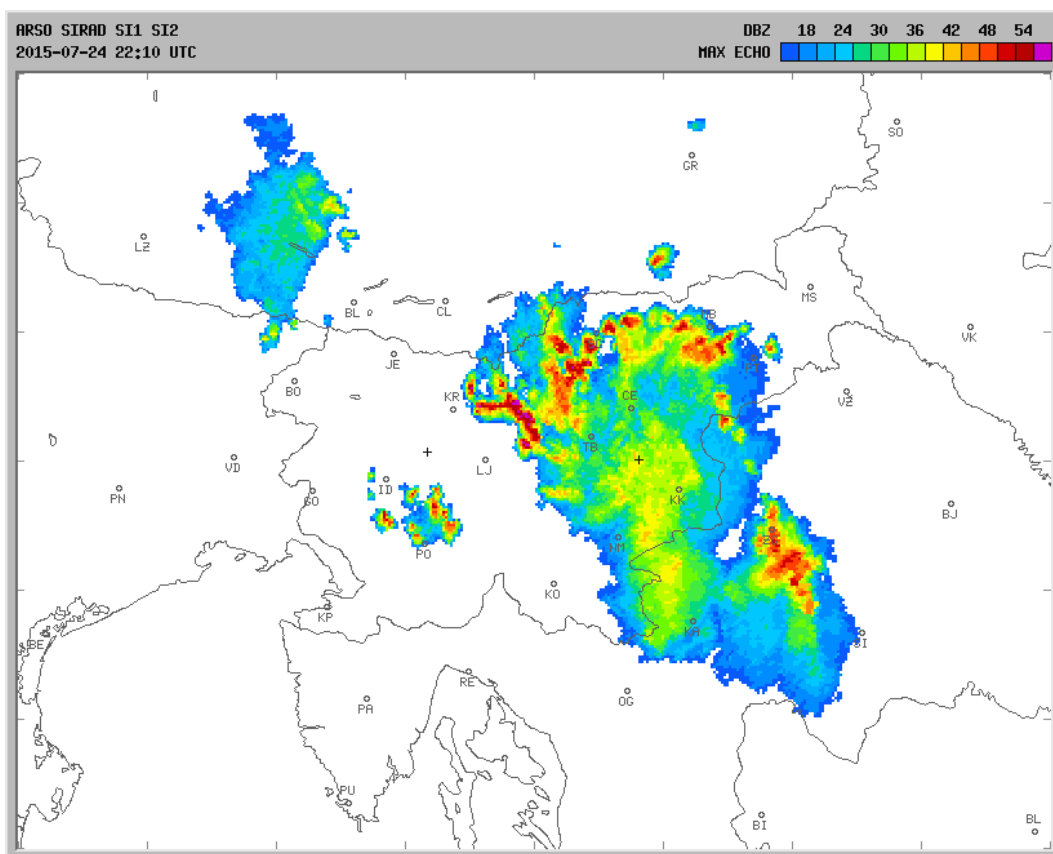 ARSO SIRAD SI1 SI2
DBZ 18 24 30 36 42 48 54
2015-07-24 22:10 UTC
MAX ECHO
SO
GR
LZ
MS
BL
CL
MB
VK
JE
PT
BO
KR
CE
VŽ
TB
VD
LJ
ID
PN
GO
KK
BJ
NM
PO
KO
KP
KA
BE
SI
RE
PA
OG
PU
BI
BL